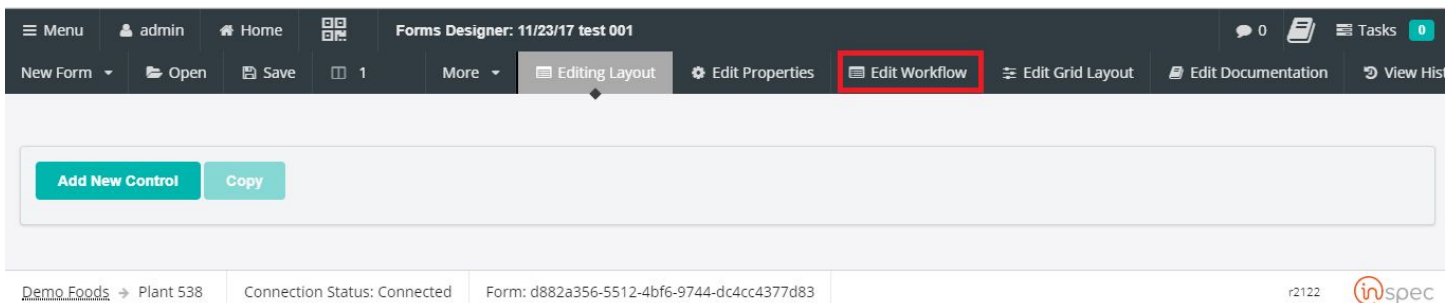 Menu admin Home Forms Designer: 11/23/17 test 001 0 Tasks 0
New Form Open Save 1 More Editing Layout Edit Properties Edit Workflow Edit Grid Layout Edit Documentation View His
Add New Control Copy
Demo Foods → Plant 538 Connection Status: Connected Form: d882a356-5512-4bf6-9744-dc4cc4377d83 r2122 inspec